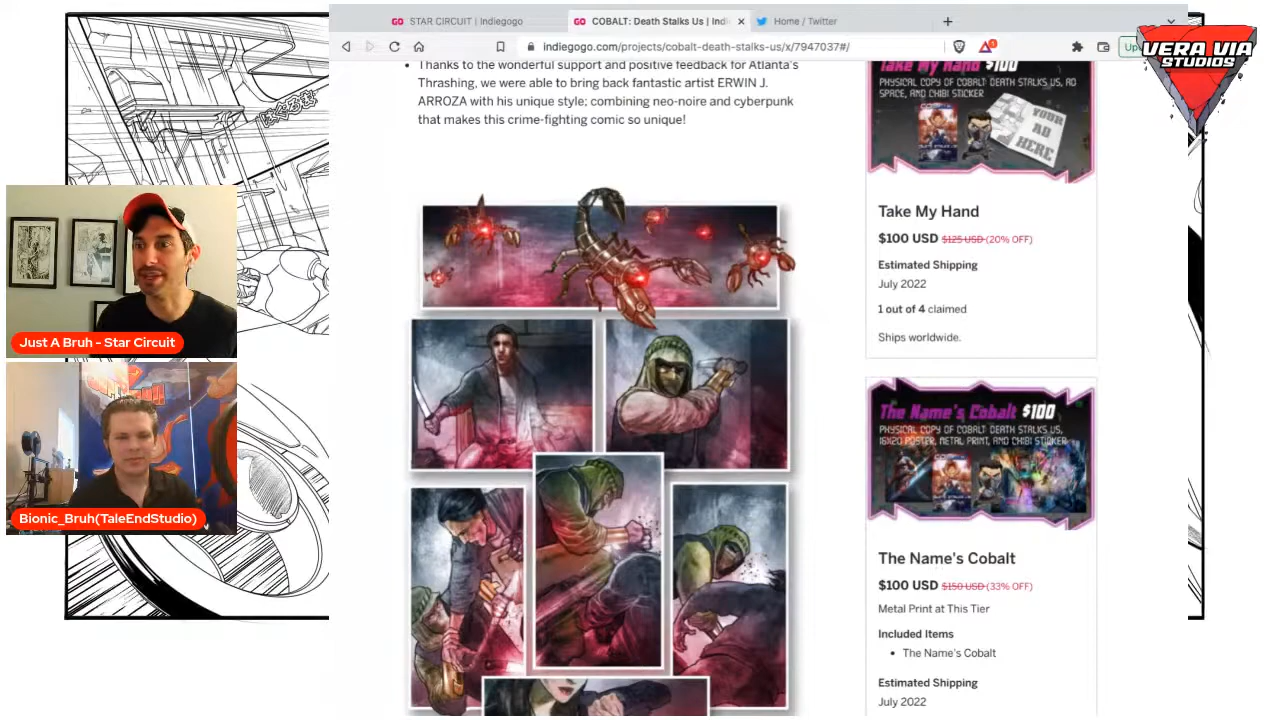 STAR CIRCUIT | Indiegogo
COBALT: Death Stalks Us | Indi
Home / Twitter
indiegogo.com/projects/cobalt-death-stalks-us/x/7947037#/
VERA VIA
STUDIOS
Thanks to the wonderful support and positive feedback for Atlanta's
Thrashing, we were able to bring back fantastic artist ERWIN J.
ARROZA with his unique style; combining neo-noire and cyberpunk
that makes this crime-fighting comic so unique!
Take My Hand $100
PHYSICAL COPY OF COBALT: DEATH STALKS US, AD
SPACE, AND CHIBI STICKER
YOUR
AD
HERE
Take My Hand
$100 USD $125 USD (20% OFF)
Estimated Shipping
July 2022
1 out of 4 claimed
Ships worldwide.
The Name's Cobalt $100
PHYSICAL COPY OF COBALT: DEATH STALKS US,
16X20 POSTER, METAL PRINT, AND CHIBI STICKER
The Name's Cobalt
$100 USD $150 USD (33% OFF)
Metal Print at This Tier
Included Items
The Name's Cobalt
Estimated Shipping
July 2022
Just A Bruh - Star Circuit
Bionic_Bruh(TaleEndStudio)